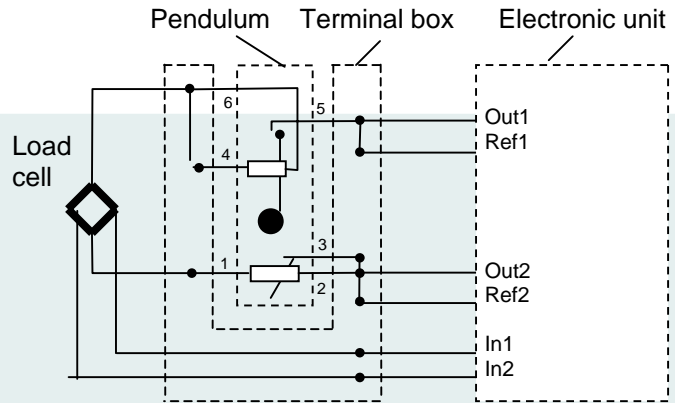 Pendulum Terminal box Electronic unit
6 5 Out1
Ref1
Load
cell
4
3
1 Out2
2 Ref2
In1
In2